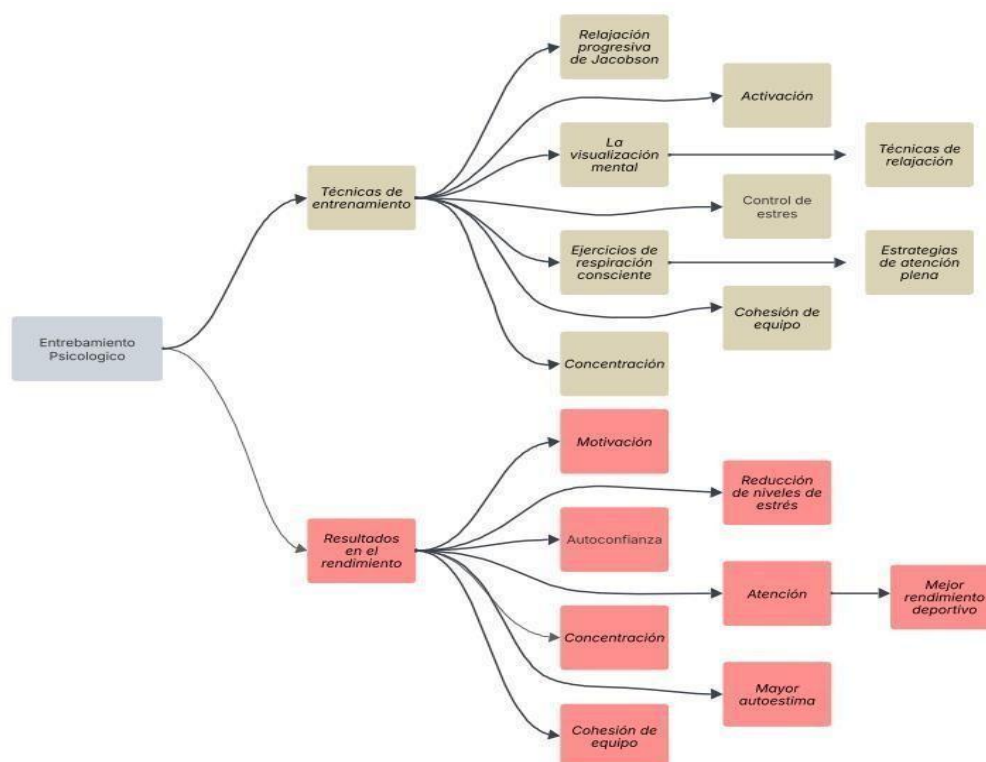 Relajación
progresiva
de Jacobson
Activación
La
visualización
mental
Técnicas de
relajación
Técnicas de
entrenamiento
Control de
estres
Ejercicios de
respiración
consciente
Estrategias
de atención
plena
Cohesión de
equipo
Entrebamiento
Psicologico
Concentración
Motivación
Reducción
de niveles de
estrés
Resultados
en el
rendimiento
Autoconfianza
Atención
Mejor
rendimiento
deportivo
Concentración
Mayor
autoestima
Cohesión de
equipo